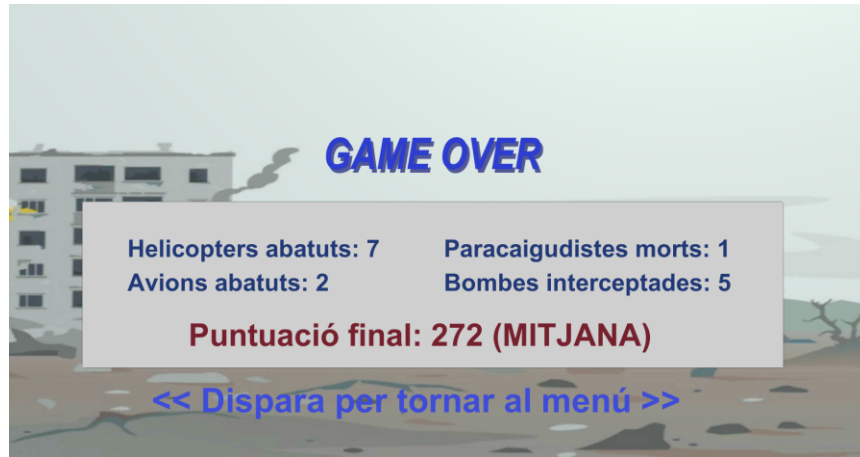 GAME OVER
Helicopters abatuts: 7
Paracaigudistes morts: 1
Avions abatuts: 2
Bombes interceptades: 5
Puntuació final: 272 (MITJANA)
<< Dispara per tornar al menú >>